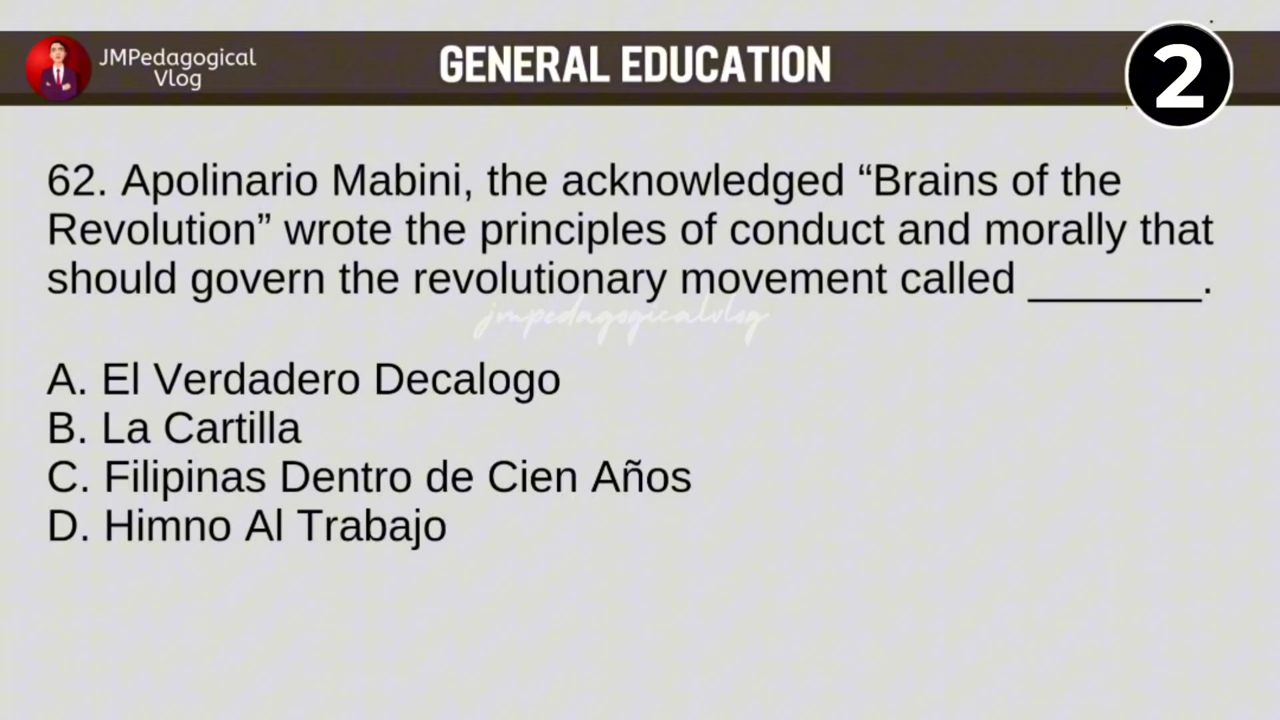 JMPedagogical
Vlog
GENERAL EDUCATION
2
62. Apolinario Mabini, the acknowledged “Brains of the
Revolution” wrote the principles of conduct and morally that
should govern the revolutionary movement called _______.
jmpedagogicalvlog
A. El Verdadero Decalogo
B. La Cartilla
C. Filipinas Dentro de Cien Años
D. Himno Al Trabajo